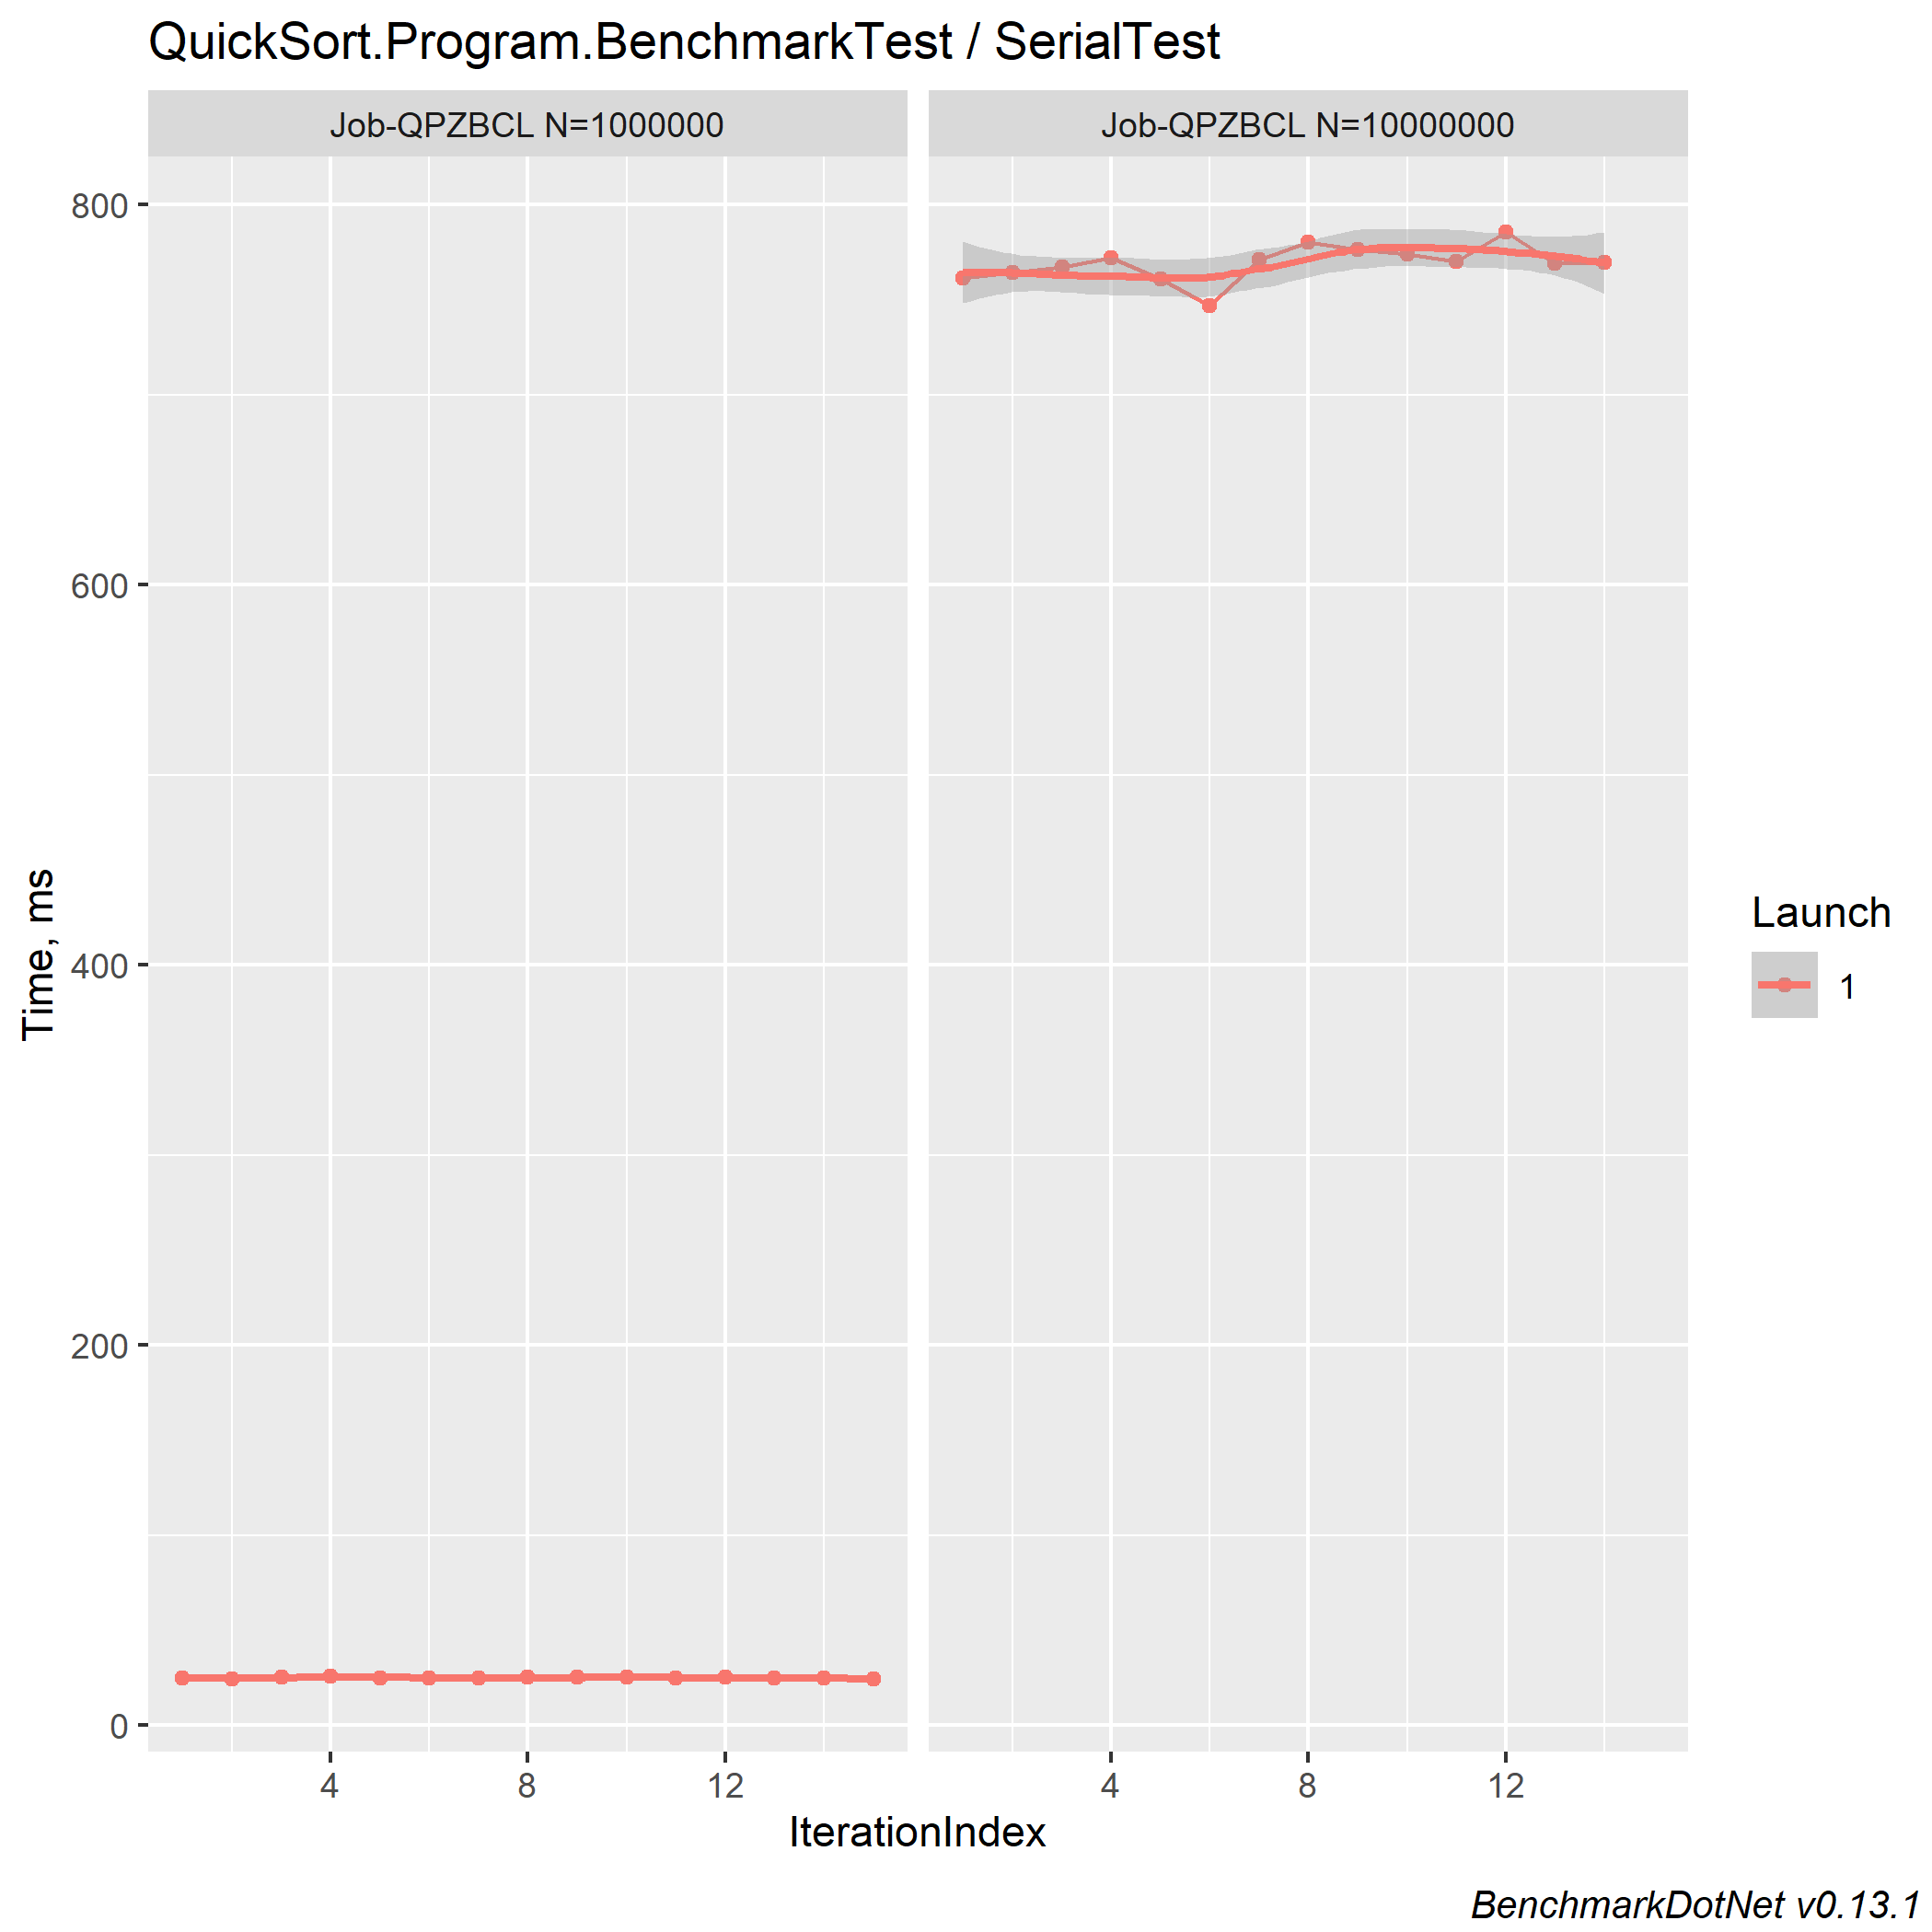 QuickSort.Program.BenchmarkTest / SerialTest
Job-QPZBCL N=1000000
Job-QPZBCL N=10000000
800
600
400
200
0
Time, ms
4
8
12
4
8
12
IterationIndex
Launch
1
BenchmarkDotNet v0.13.1